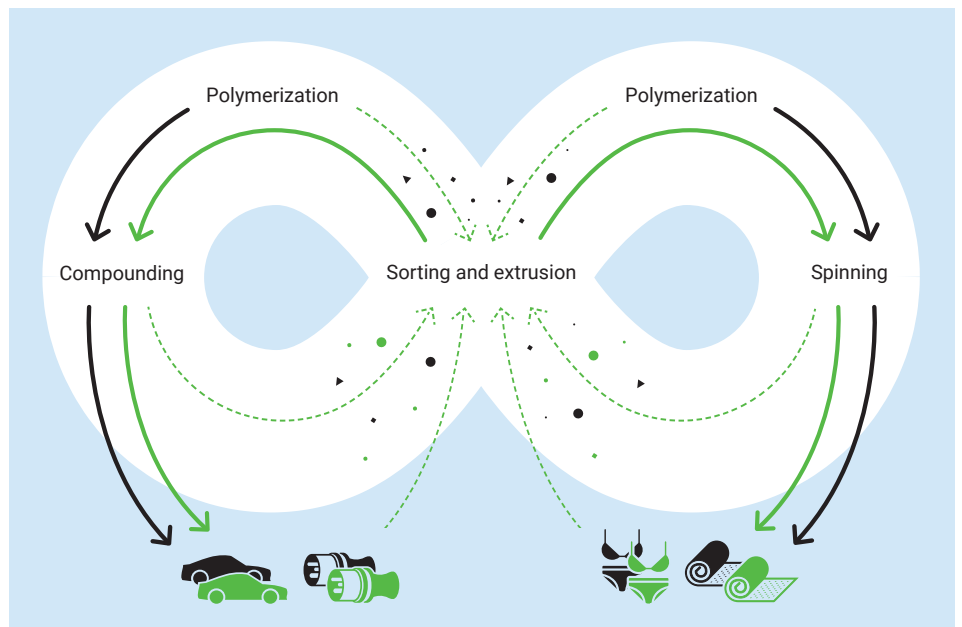 Polymerization
Polymerization
Compounding
Sorting and extrusion
Spinning